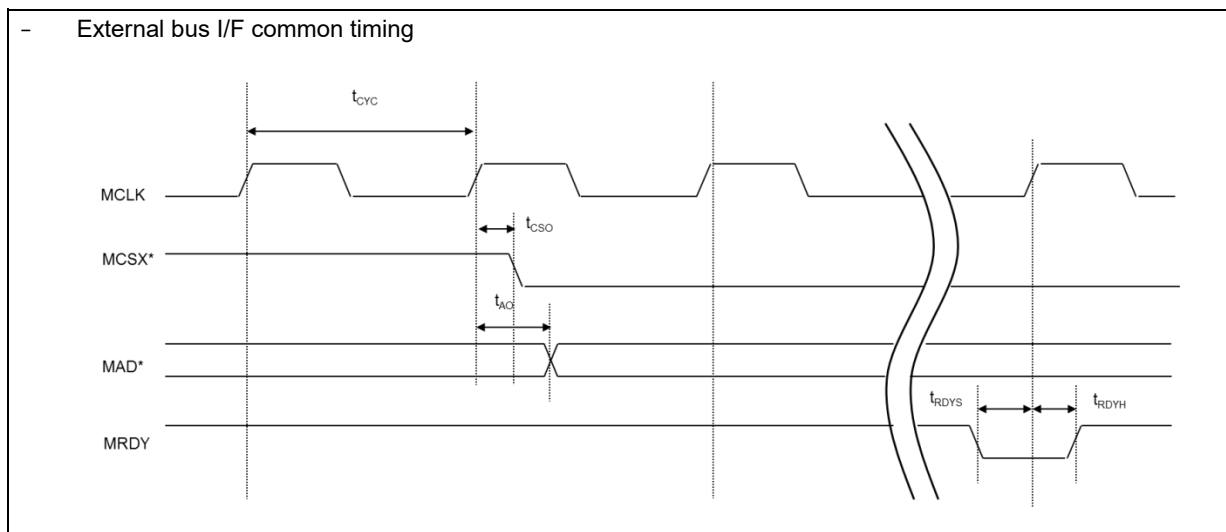 – External bus I/F common timing
tCYC
MCLK
tCSO
MCSX*
tAO
MAD*
tRDYS
tRDYH
MRDY